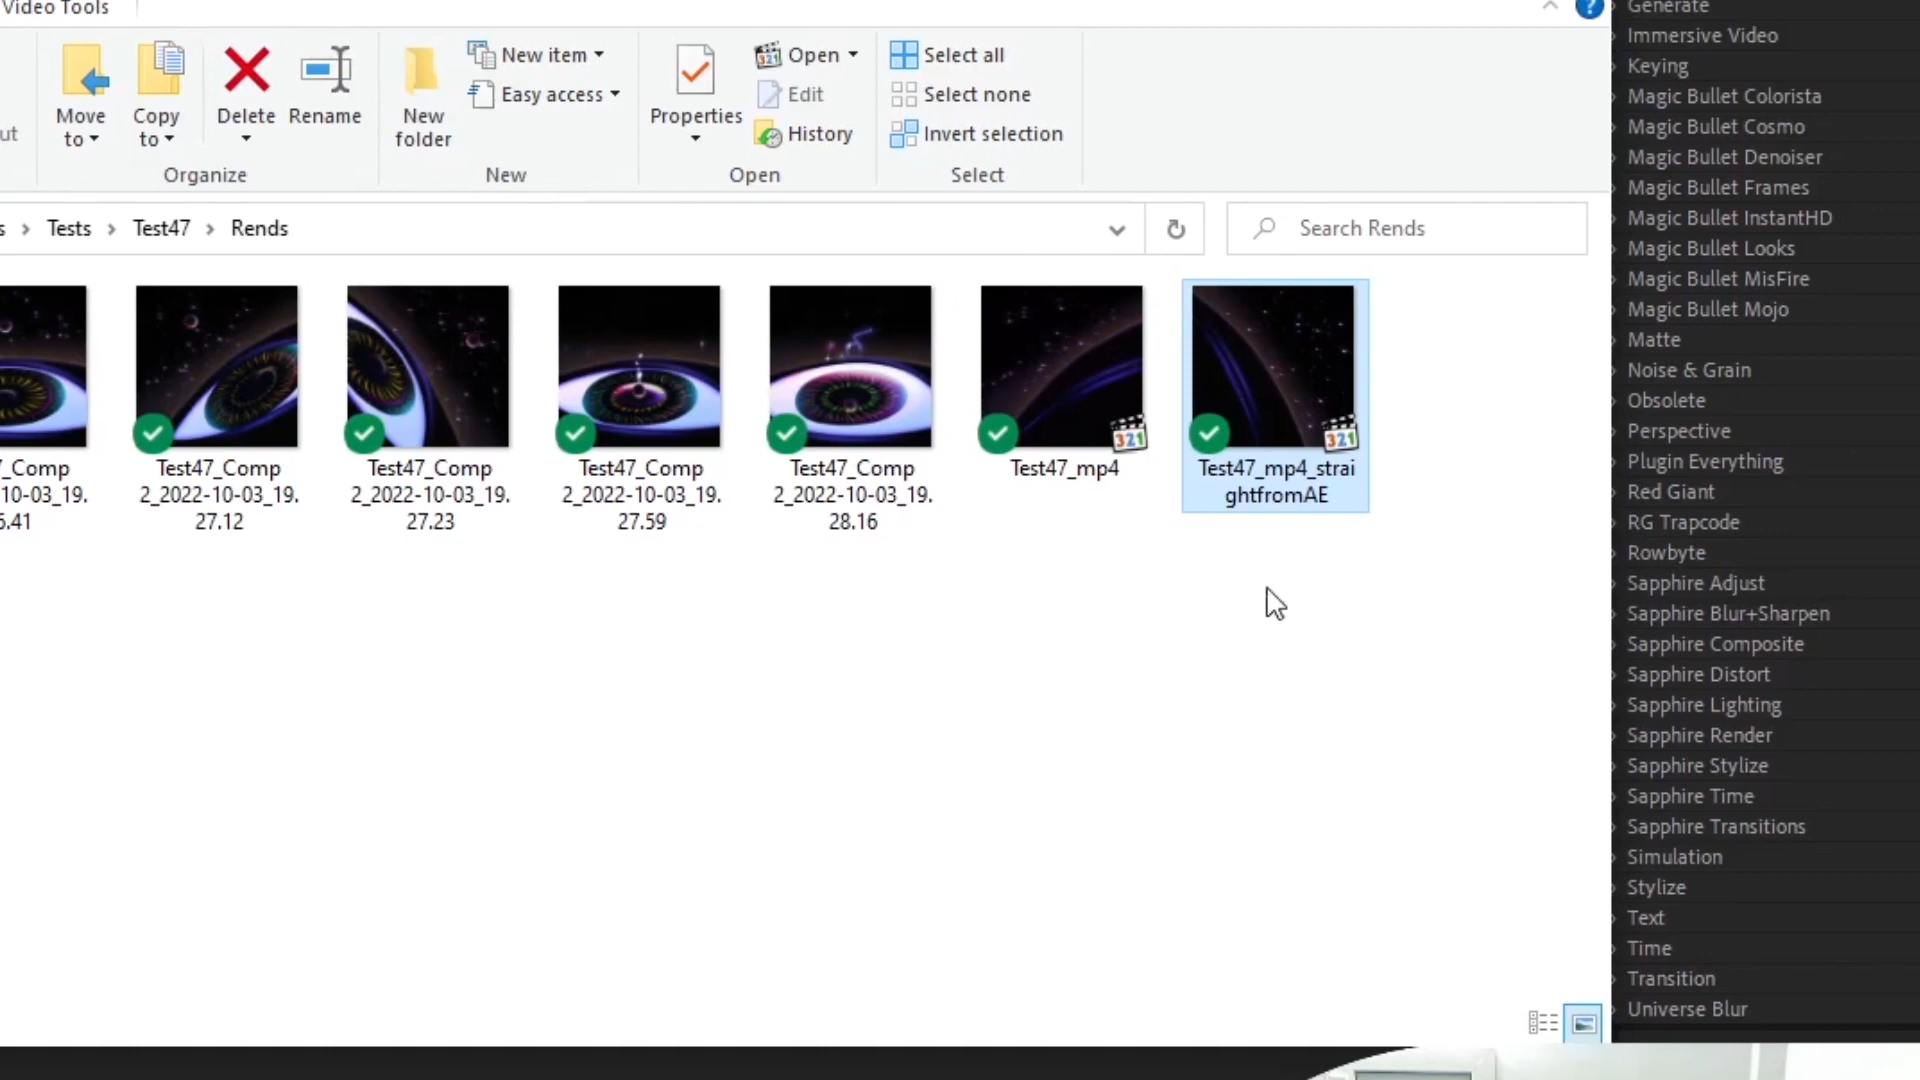 Video Tools
Generate
Immersive Video
Keying
Magic Bullet Colorista
Magic Bullet Cosmo
Magic Bullet Denoiser
Magic Bullet Frames
Magic Bullet InstantHD
Magic Bullet Looks
Magic Bullet MisFire
Magic Bullet Mojo
Matte
Noise & Grain
Obsolete
Perspective
Plugin Everything
Red Giant
RG Trapcode
Rowbyte
Sapphire Adjust
Sapphire Blur+Sharpen
Sapphire Composite
Sapphire Distort
Sapphire Lighting
Sapphire Render
Sapphire Stylize
Sapphire Time
Sapphire Transitions
Simulation
Stylize
Text
Time
Transition
Universe Blur
ut
Move
to
Copy
to
Delete
Rename
Organize
New
folder
New item
Easy access
New
Properties
Open
Edit
History
Open
Select all
Select none
Invert selection
Select
s > Tests > Test47 > Rends
Search Rends
7_Comp
10-03_19.
5.41
Test47_Comp
2_2022-10-03_19.
27.12
Test47_Comp
2_2022-10-03_19.
27.23
Test47_Comp
2_2022-10-03_19.
27.59
Test47_Comp
2_2022-10-03_19.
28.16
321
Test47_mp4
321
Test47_mp4_strai
ghtfromAE